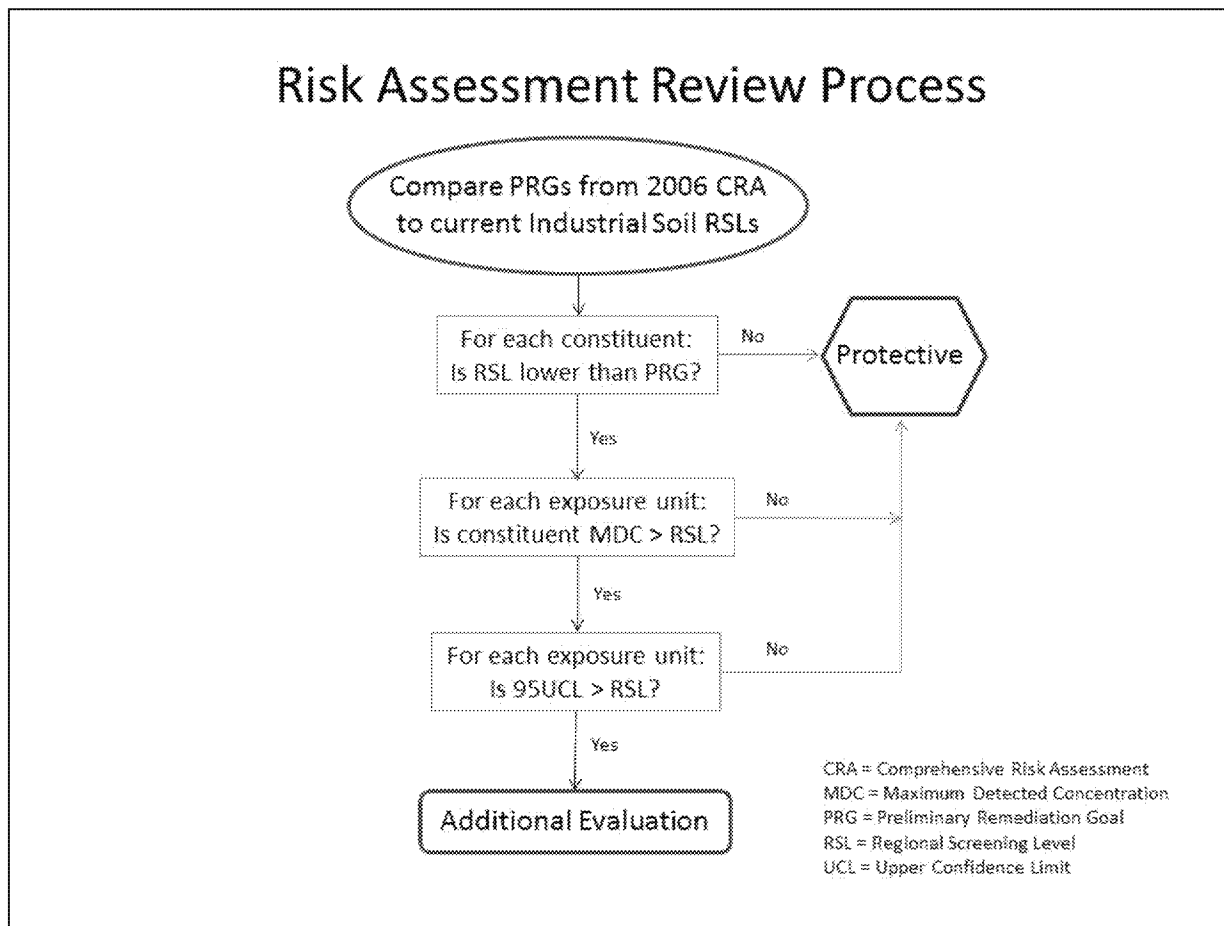 Risk Assessment Review Process
Compare PRGs from 2006 CRA
to current Industrial Soil RSLs
For each constituent:
Is RSL lower than PRG?
No
Protective
Yes
For each exposure unit:
Is constituent MDC > RSL?
No
Yes
For each exposure unit:
Is 95UCL > RSL?
No
Yes
Additional Evaluation
CRA = Comprehensive Risk Assessment
MDC = Maximum Detected Concentration
PRG = Preliminary Remediation Goal
RSL = Regional Screening Level
UCL = Upper Confidence Limit